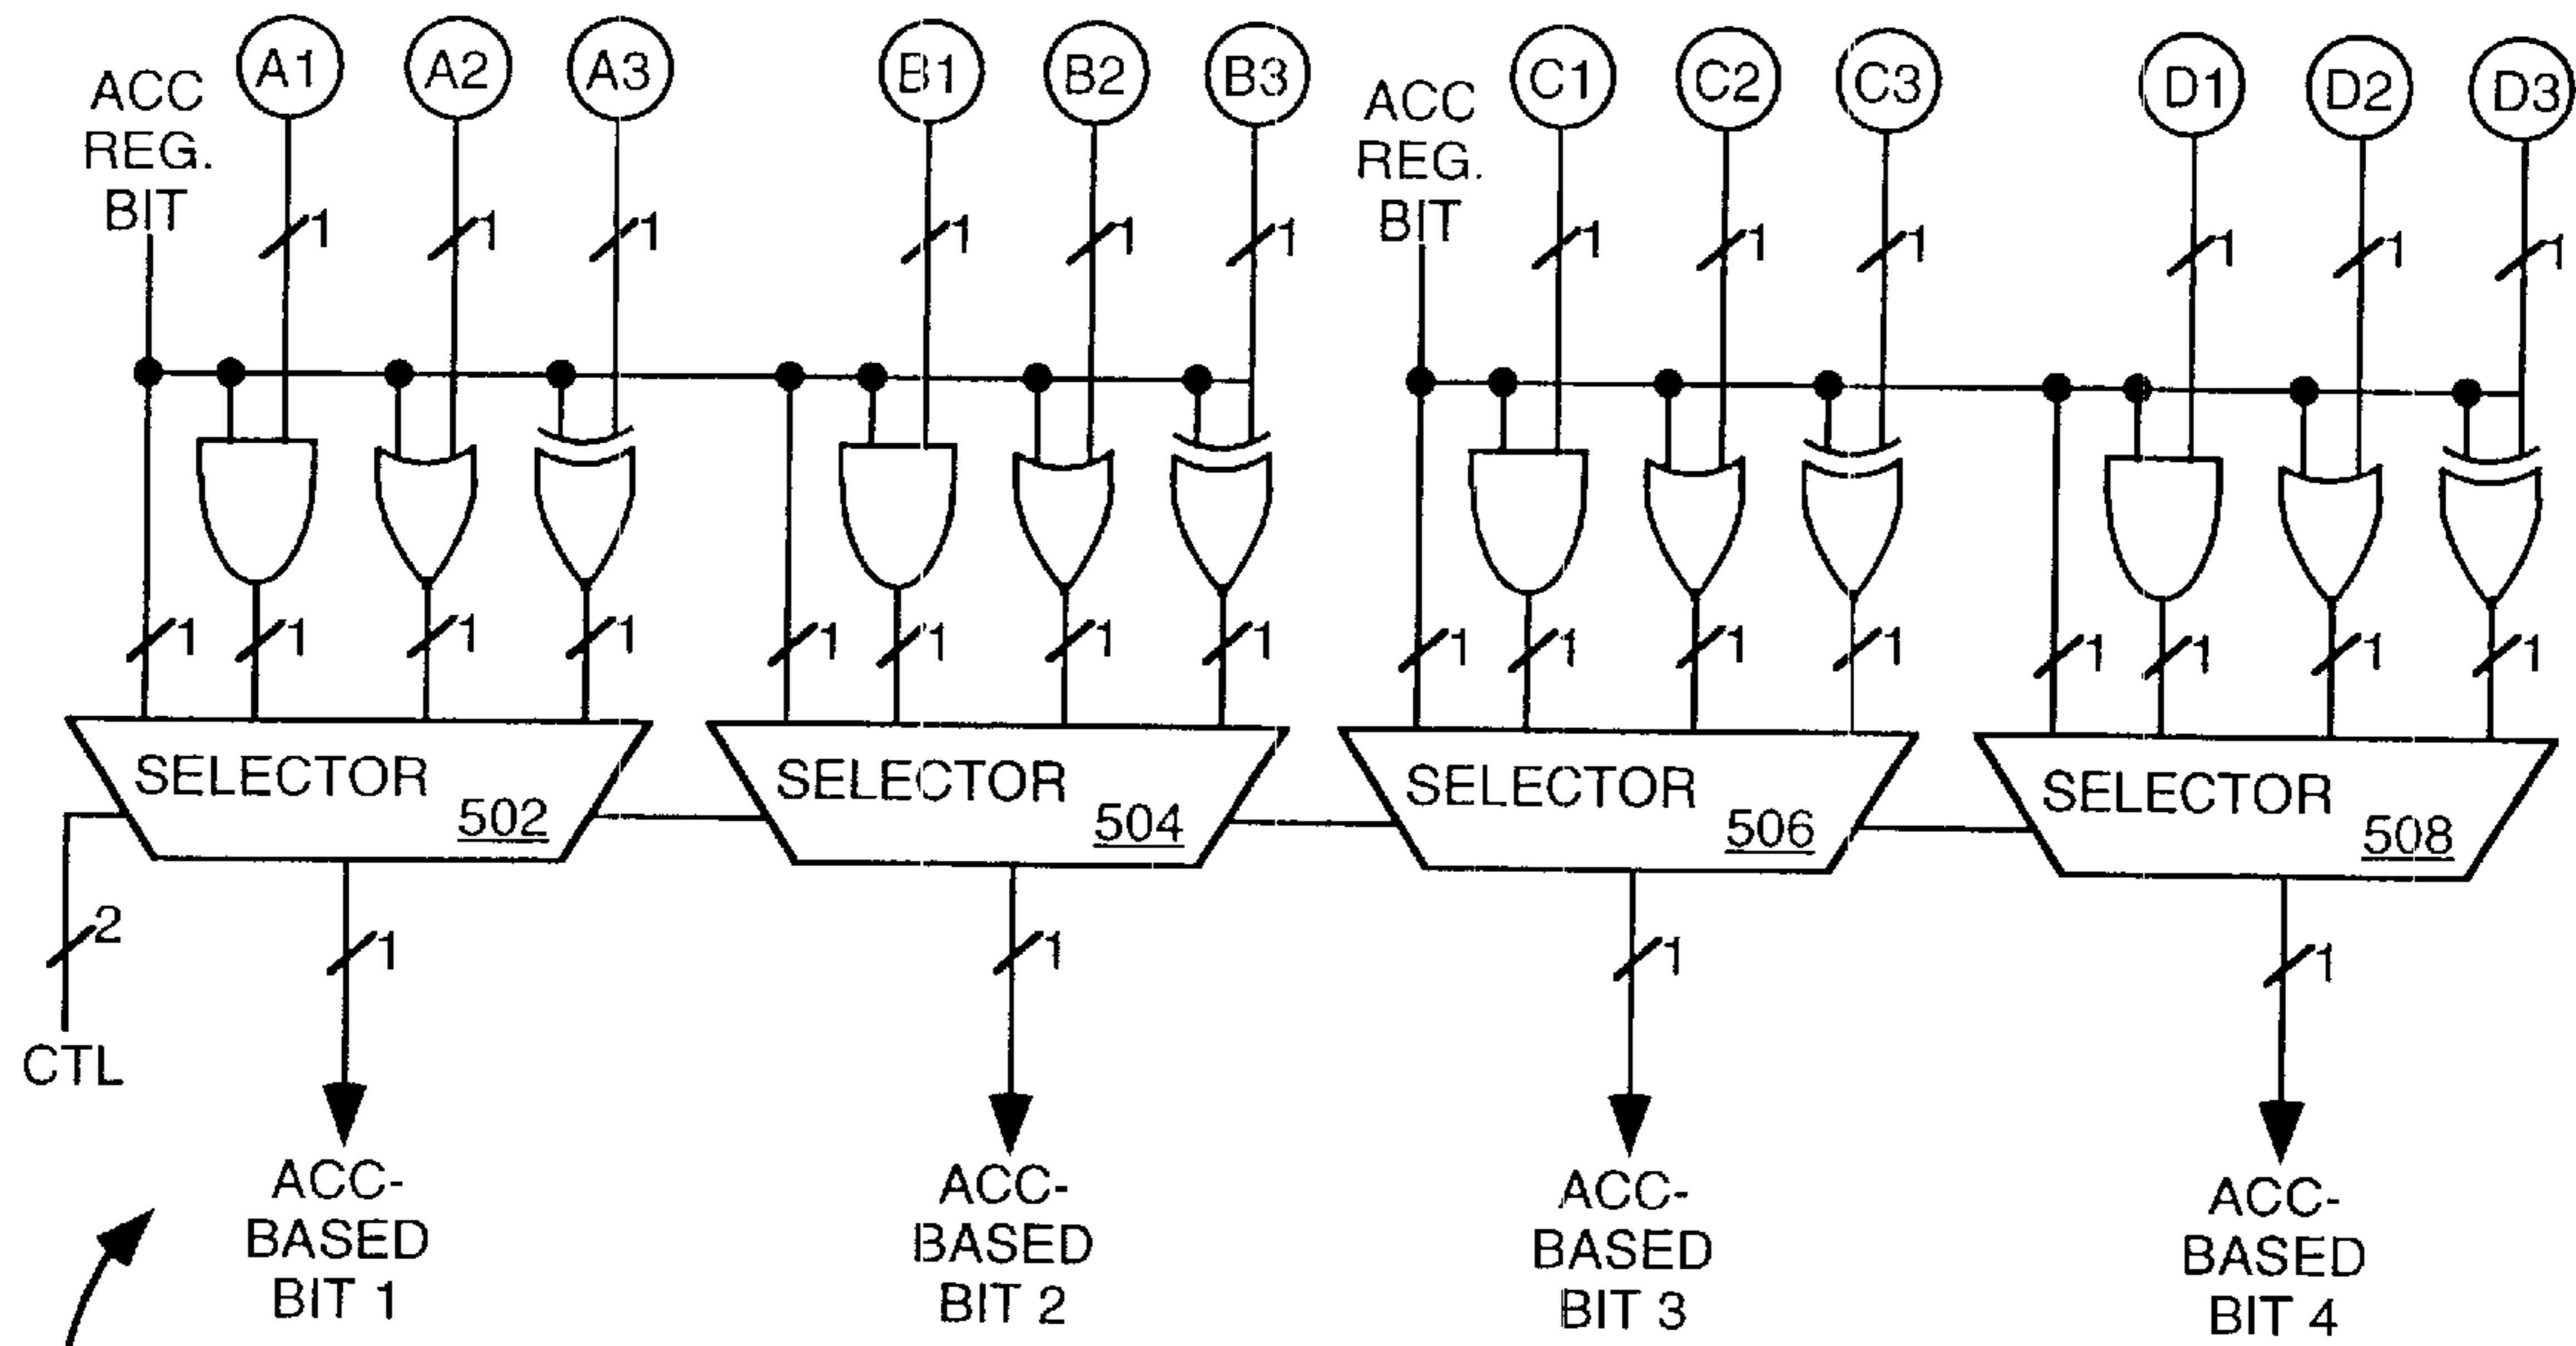 A1 A2 A3 B1 B2 B3 C1 C2 C3 D1 D2 D3
ACC
REG.
BIT
ACC
REG.
BIT
1 1 1 1 1 1 1 1 1 1 1 1
1 1 1 1 1 1 1 1 1 1 1 1 1 1 1 1
SELECTOR
502
SELECTOR
504
SELECTOR
506
SELECTOR
508
2 1 1 1 1
CTL
ACC-
BASED
BIT 1
ACC-
BASED
BIT 2
ACC-
BASED
BIT 3
ACC-
BASED
BIT 4